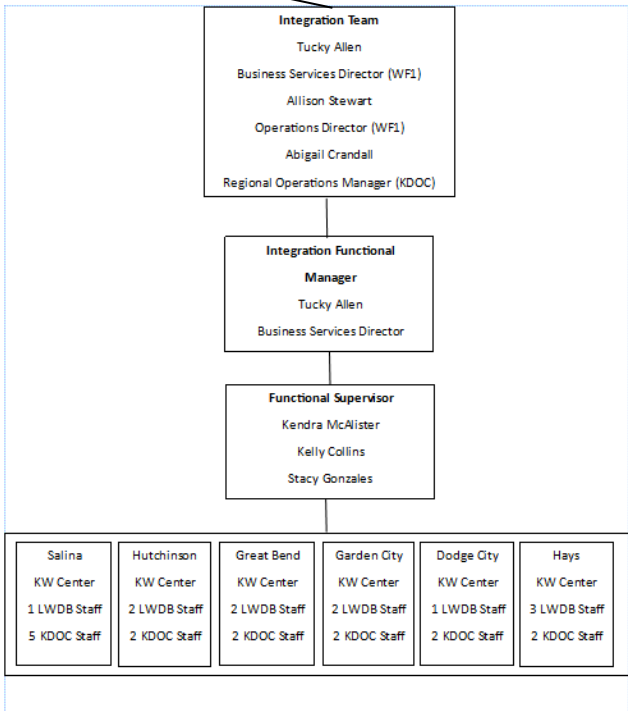 Integration Team
Tucky Allen
Business Services Director (WF1)
Allison Stewart
Operations Director (WF1)
Abigail Crandall
Regional Operations Manager (KDOC)
Integration Functional
Manager
Tucky Allen
Business Services Director
Functional Supervisor
Kendra McAlister
Kelly Collins
Stacy Gonzales
Salina
KW Center
1 LWDB Staff
5 KDOC Staff
Hutchinson
KW Center
2 LWDB Staff
2 KDOC Staff
Great Bend
KW Center
2 LWDB Staff
2 KDOC Staff
Garden City
KW Center
2 LWDB Staff
2 KDOC Staff
Dodge City
KW Center
1 LWDB Staff
2 KDOC Staff
Hays
KW Center
3 LWDB Staff
2 KDOC Staff